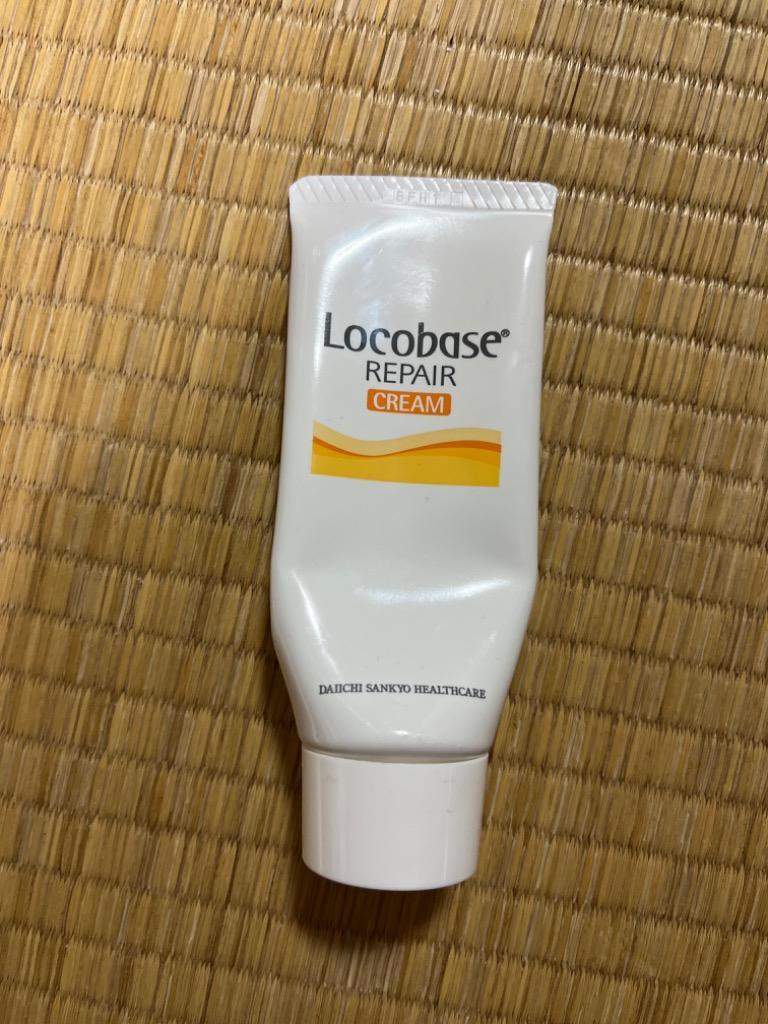 Locobase®
REPAIR
CREAM
DAIICHI SANKYO HEALTHCARE